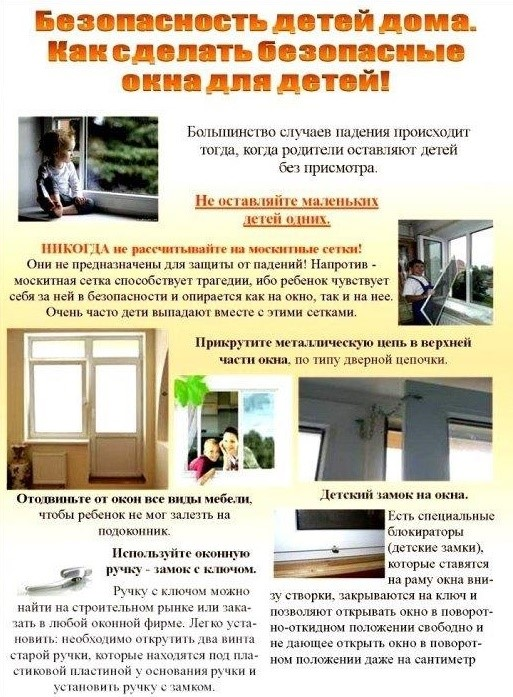 Безопасность детей дома.
Как сделать безопасные
окна для детей!
Большинство случаев падения происходит
тогда, когда родители оставляют детей
без присмотра.
Не оставляйте маленьких
детей одних.
НИКОГДА не рассчитывайте на москитные сетки!
Они не предназначены для защиты от падений! Напротив -
москитная сетка способствует трагедии, ибо ребенок чувствует
себя за ней в безопасности и опирается как на окно, так и на нее.
Очень часто дети выпадают вместе с этими сетками.
Прикрутите металлическую цепь в верхней
части окна, по типу дверной цепочки.
Отодвиньте от окон все виды мебели,
чтобы ребенок не мог залезть на
подоконник.
Используйте оконную
ручку - замок с ключом.
Ручку с ключом можно
найти на строительном рынке или зака-
зать в любой оконной фирме. Легко уста-
новить: необходимо открутить два винта
старой ручки, которые находятся под пла-
стиковой пластиной у основания ручки и
установить ручку с замком.
Детский замок на окна.
Есть специальные
блокираторы
(детские замки),
которые ставятся
на раму окна вни-
зу створки, закрываются на ключ и
позволяют открывать окно в поворот-
но-откидном положении свободно и
не дающее открыть окно в поворот-
ном положении даже на сантиметр